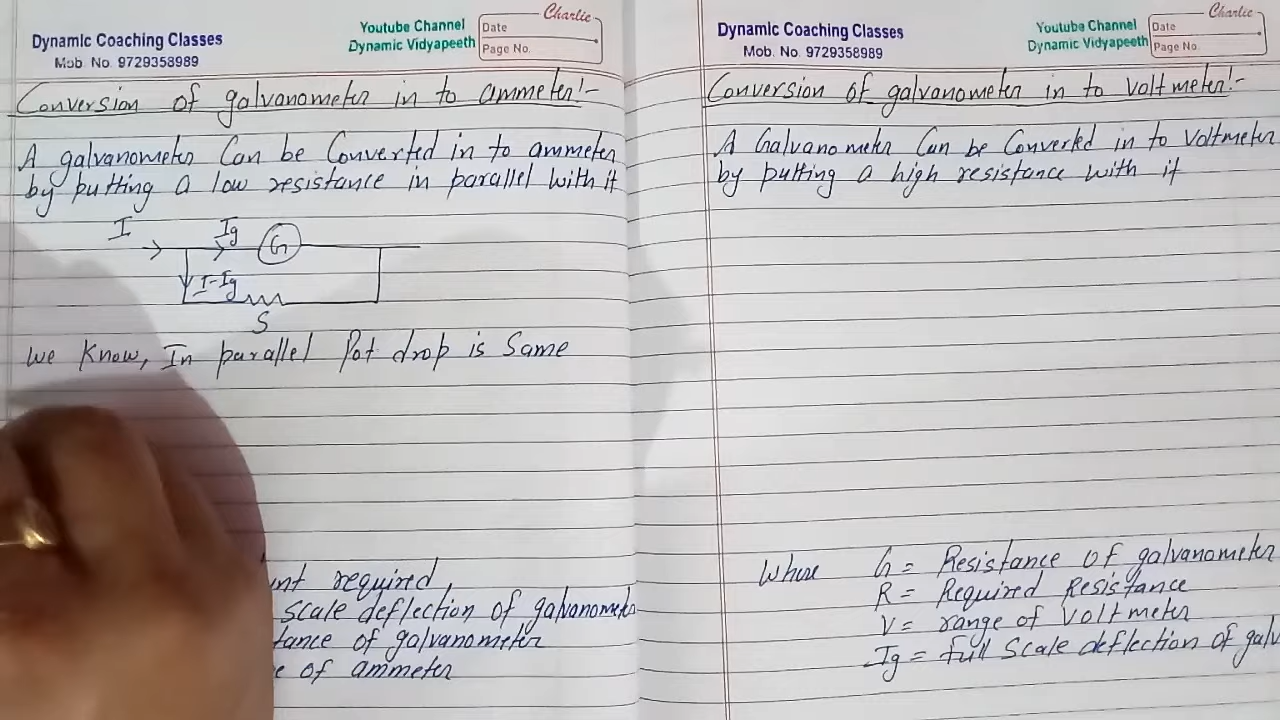 Dynamic Coaching Classes
Mob. No. 9729358989
Youtube Channel
Dynamic Vidyapeeth
Charlie
Date
Page No.
Conversion of galvanometer in to ammeter:-
A galvanometer Can be Converted in to ammeter
by putting a low resistance in parallel with it
I
Ig
G
I-Ig
S
We Know, In parallel Pot drop is Same
required
scale deflection of galvanometer
of galvanometer
of ammeter
Dynamic Coaching Classes
Mob. No. 9729358989
Youtube Channel
Dynamic Vidyapeeth
Charlie
Date
Page No.
Conversion Of galvanometer in to Voltmeter:-
A Galvanometer Can be Converted in to Voltmeter
by putting a high resistance with it
Where G = Resistance of galvanometer
R = Required Resistance
V = range of Voltmeter
Ig = full Scale deflection of